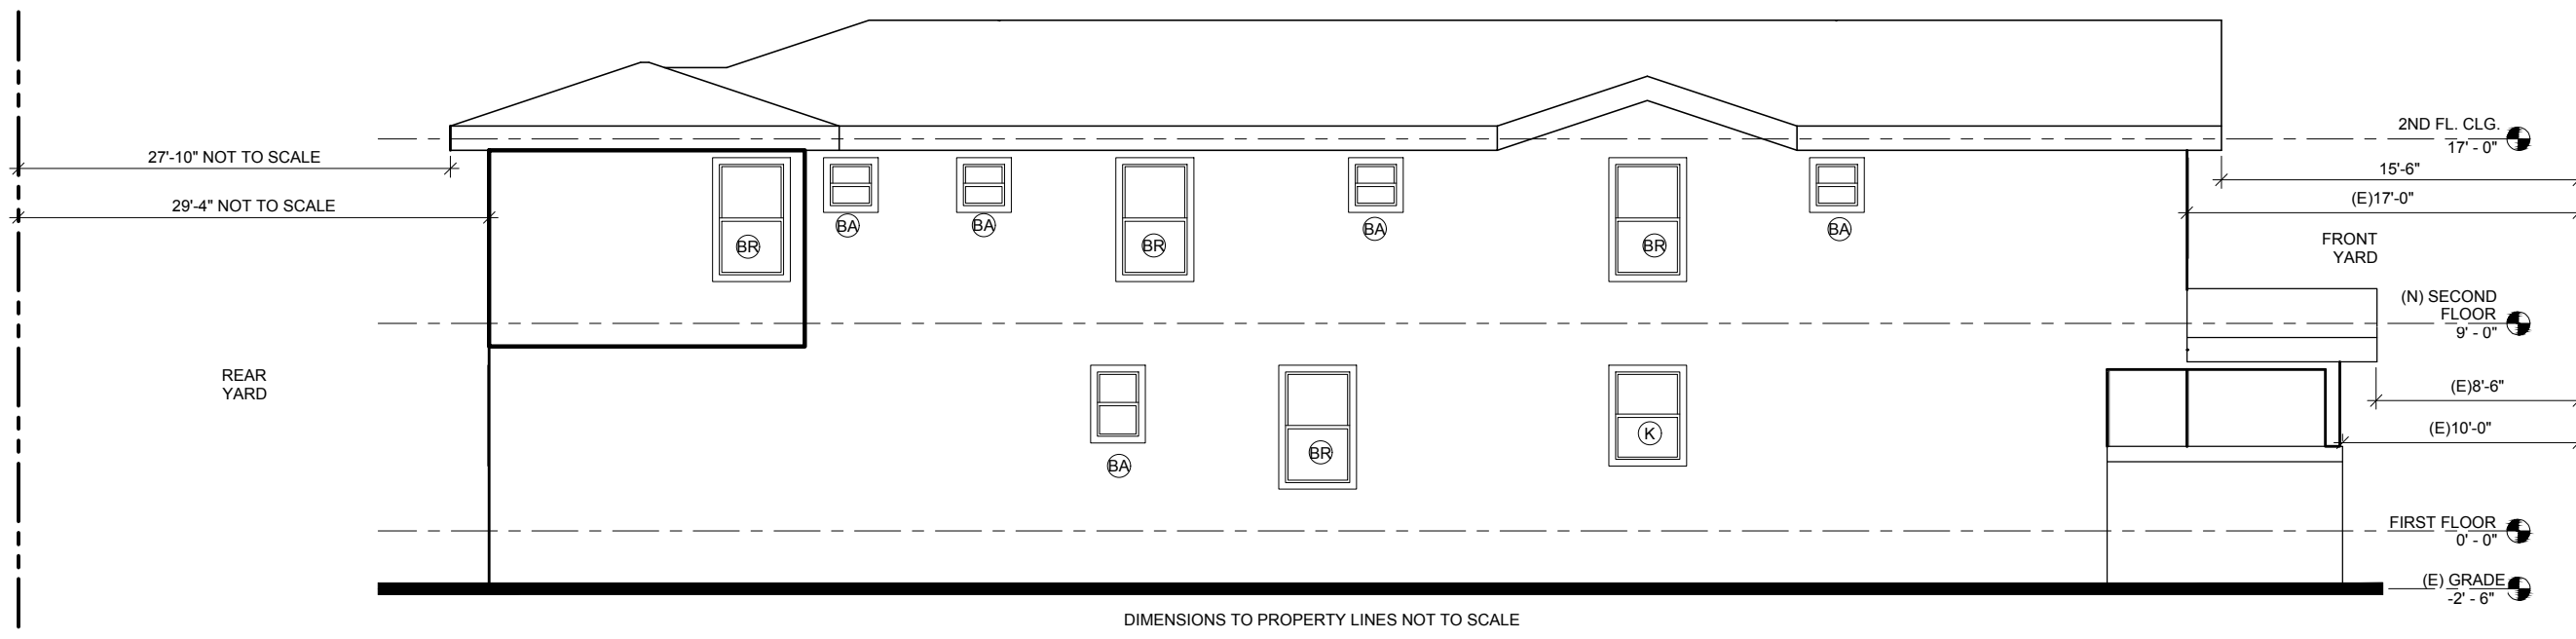 2ND FL. CLG.
17' - 0"
27'-10" NOT TO SCALE
15'-6"
29'-4" NOT TO SCALE
(E)17'-0"
BR
BA
BA
BR
BA
BR
BA
FRONT
YARD
(N) SECOND
FLOOR
9' - 0"
REAR
YARD
(E)8'-6"
(E)10'-0"
BA
BR
K
FIRST FLOOR
0' - 0"
(E) GRADE
-2' - 6"
DIMENSIONS TO PROPERTY LINES NOT TO SCALE